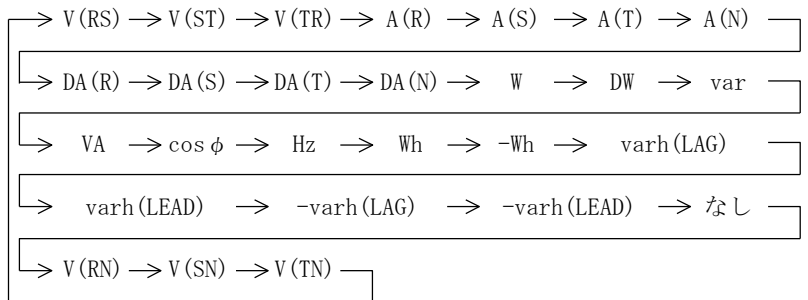 V(RS) → V(ST) → V(TR) → A(R) → A(S) → A(T) → A(N)
DA(R) → DA(S) → DA(T) → DA(N) → W → DW → var
VA → cosφ → Hz → Wh → -Wh → varh(LAG)
varh(LEAD) → -varh(LAG) → -varh(LEAD) → なし
V(RN) → V(SN) → V(TN)